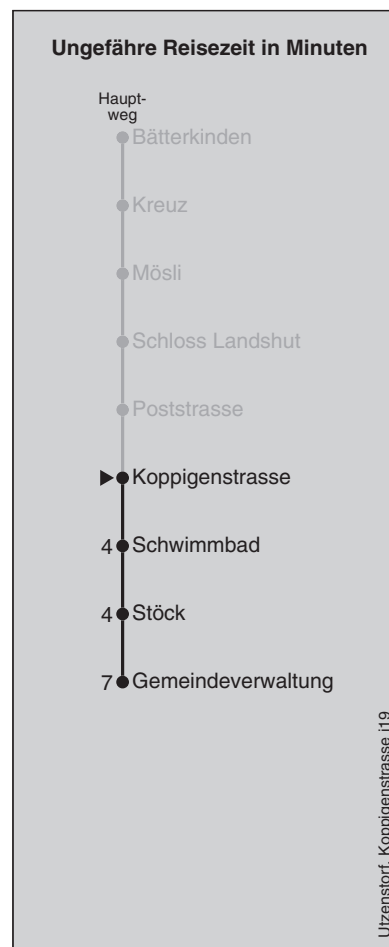 Ungefähre Reisezeit in Minuten
Haupt-
weg
Bätterkinden
Kreuz
Mösli
Schloss Landshut
Poststrasse
Koppigenstrasse
4 Schwimmbad
4 Stöck
7 Gemeindeverwaltung
Utzenstorf, Koppigenstrasse j19